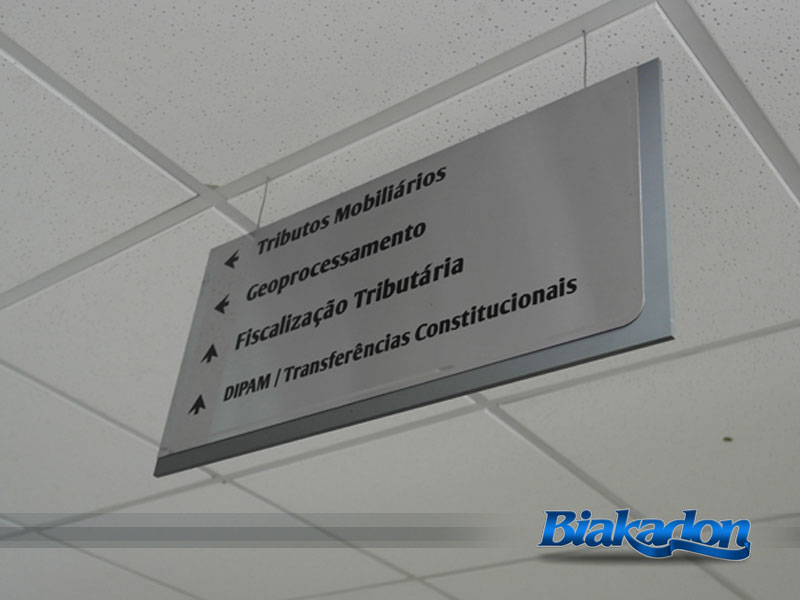 Tributos Mobiliários
Geoprocessamento
Fiscalização Tributária
DIPAM / Transferências Constitucionais
Biakadon